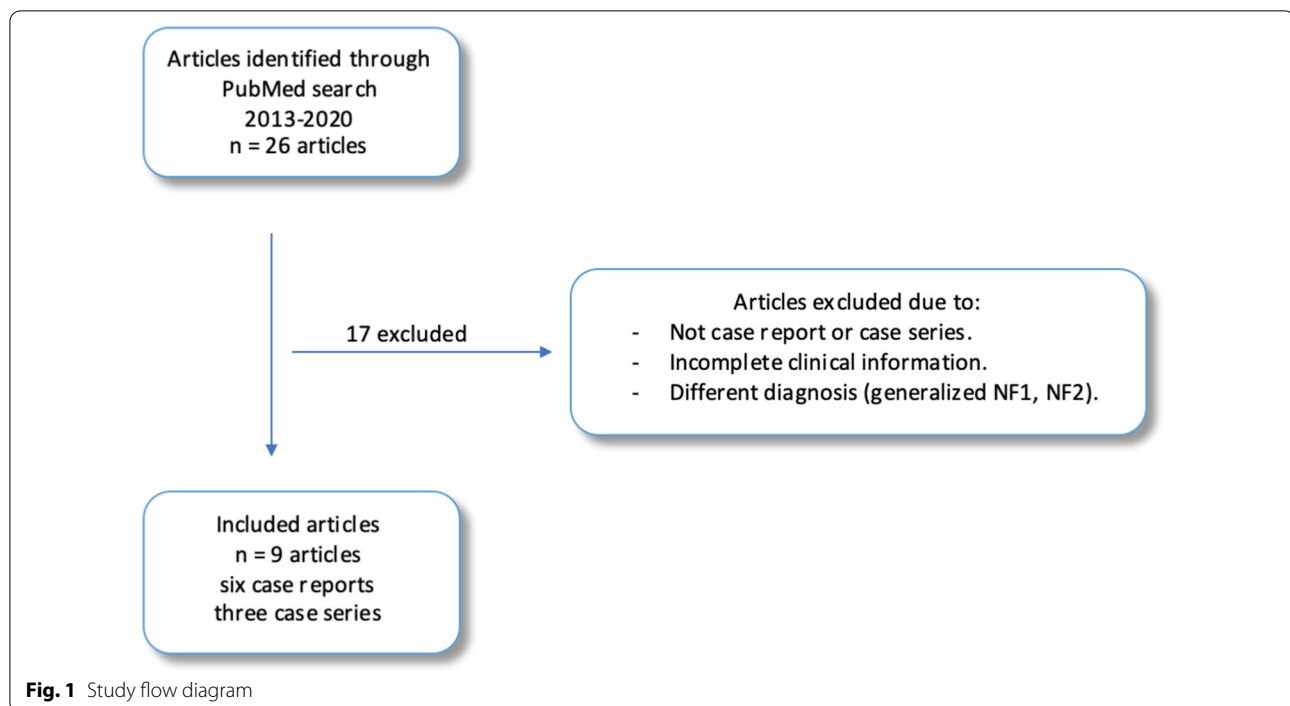 Articles identified through
PubMed search
2013-2020
n = 26 articles
17 excluded
Articles excluded due to:
- Not case report or case series.
- Incomplete clinical information.
- Different diagnosis (generalized NF1, NF2).
Included articles
n = 9 articles
six case reports
three case series
Fig. 1 Study flow diagram